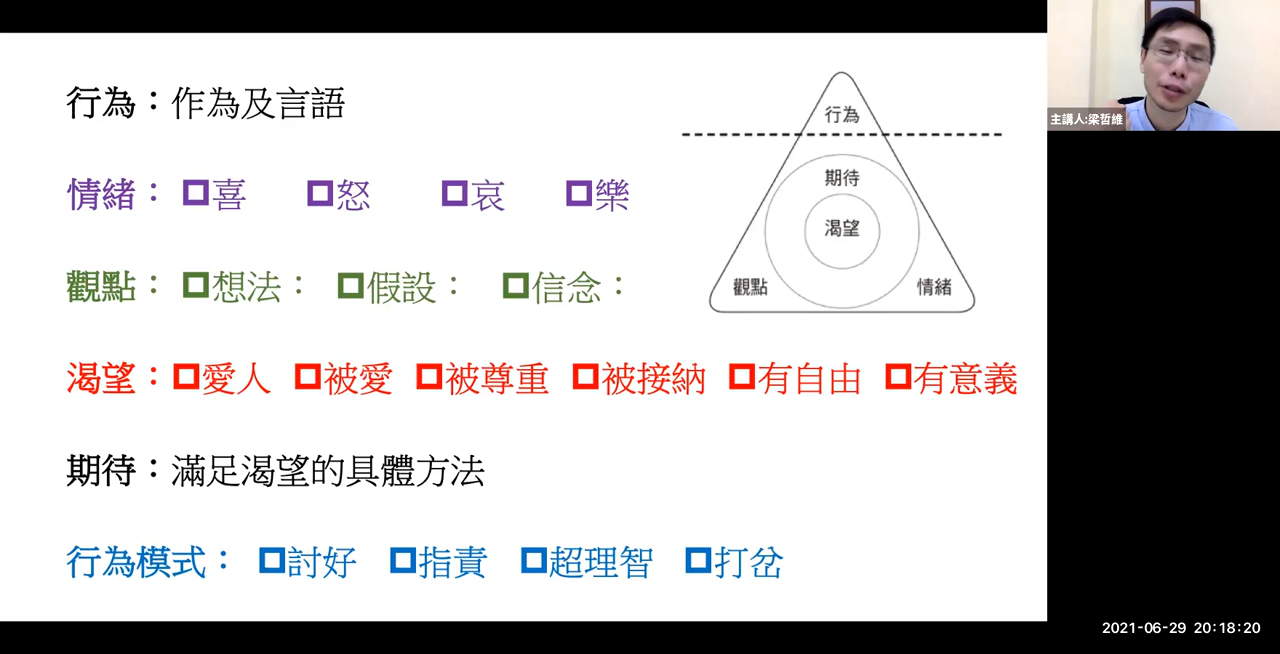 行為：作為及言語
情緒： 喜 怒 哀 樂
觀點： 想法： 假設： 信念：
渴望： 愛人 被愛 被尊重 被接納 有自由 有意義
期待：滿足渴望的具體方法
行為模式： 討好 指責 超理智 打岔
行為
期待
渴望
觀點 情緒
主講人:梁哲維
2021-06-29 20:18:20